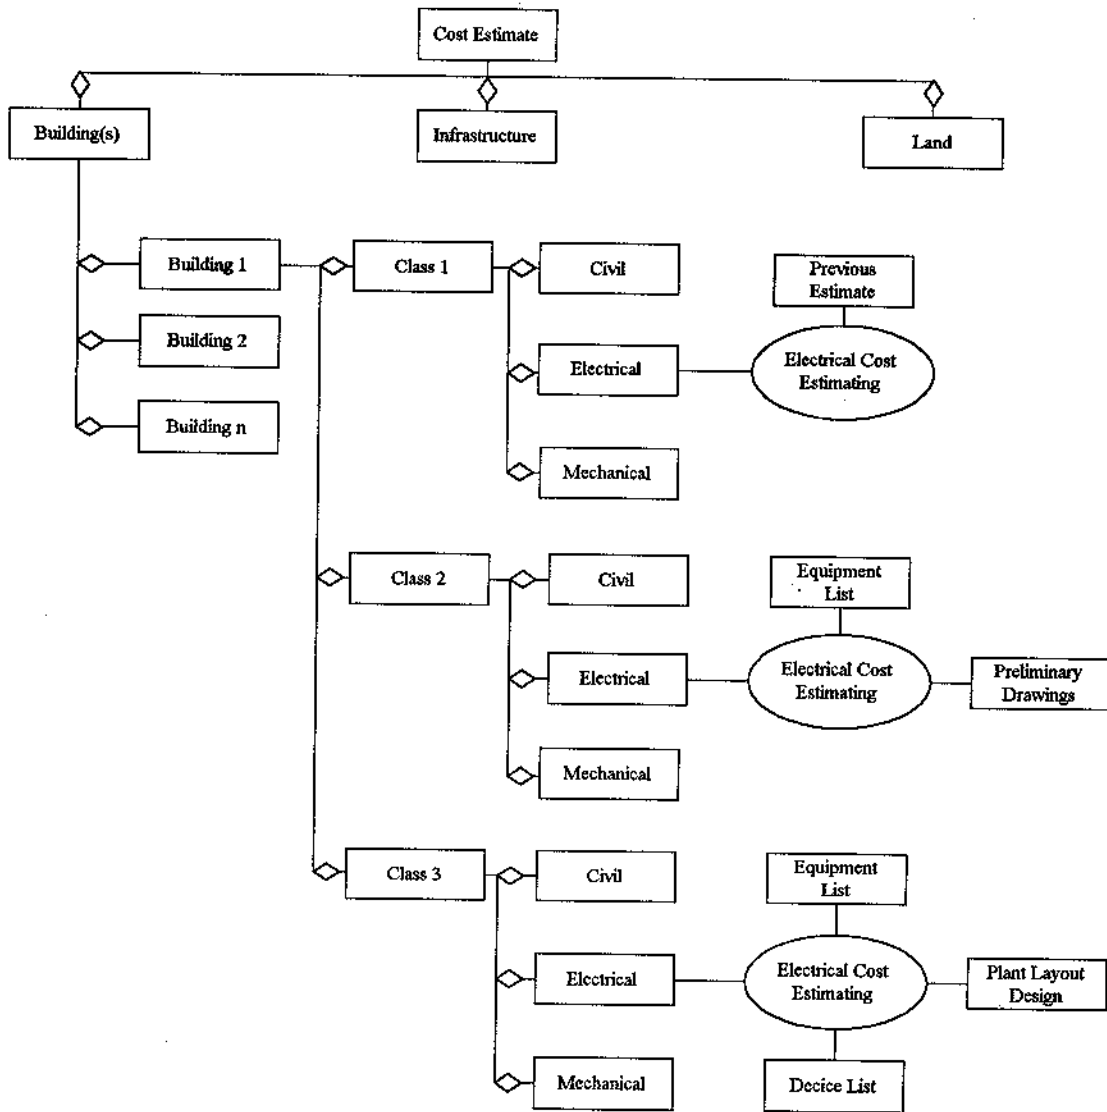 Cost Estimate
Building(s)
Infrastructure
Land
Building 1
Class 1
Civil
Previous
Estimate
Building 2
Electrical
Electrical Cost
Estimating
Building n
Mechanical
Class 2
Civil
Equipment
List
Electrical
Electrical Cost
Estimating
Preliminary
Drawings
Mechanical
Class 3
Civil
Equipment
List
Electrical
Electrical Cost
Estimating
Plant Layout
Design
Mechanical
Decice List